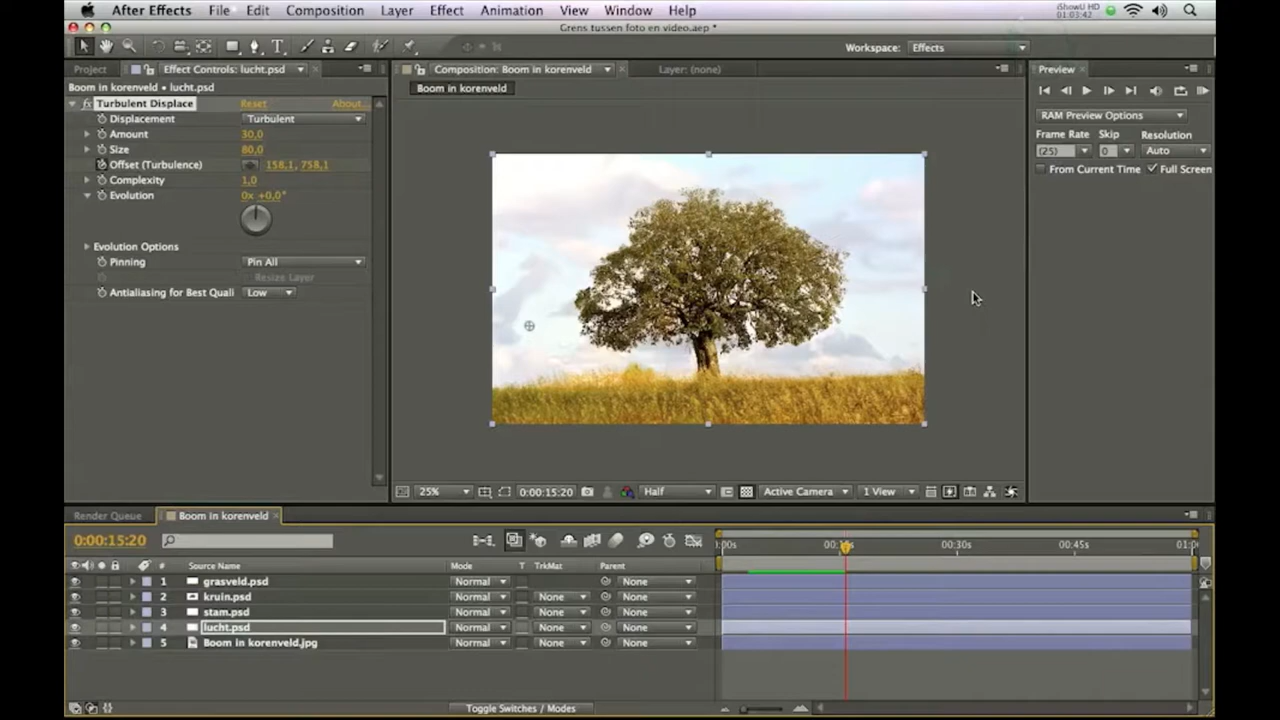 After Effects File Edit Composition Layer Effect Animation View Window Help iShowU HD 01:03:42
Grens tussen foto en video.aep *
Workspace: Effects
Project Effect Controls: lucht.psd Composition: Boom in korenveld Layer: (none) Preview
Boom in korenveld • lucht.psd Boom in korenveld
fx Turbulent Displace Reset About...
Displacement Turbulent
RAM Preview Options
Amount 30,0
Frame Rate Skip Resolution
Size 80,0
(25) 0 Auto
Offset (Turbulence) 158,1, 758,1
From Current Time Full Screen
Complexity 1,0
Evolution 0x +0,0°
Evolution Options
Pinning Pin All
Resize Layer
Antialiasing for Best Quali Low
25% 0:00:15:20 Half Active Camera 1 View
Render Queue Boom in korenveld
0:00:15:20
:00s 00:15s 00:30s 00:45s 01:0
# Source Name Mode T TrkMat Parent
1 grasveld.psd Normal None
2 kruin.psd Normal None None
3 stam.psd Normal None None
4 lucht.psd Normal None None
5 Boom in korenveld.jpg Normal None None
Toggle Switches / Modes